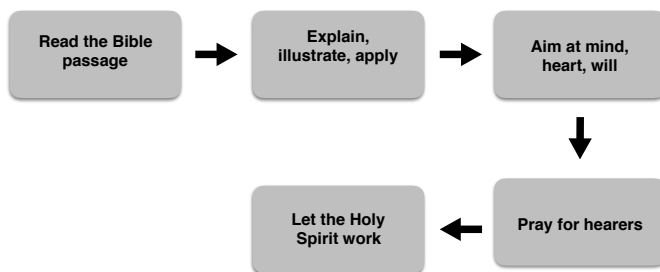 Read the Bible
passage
Explain,
illustrate, apply
Aim at mind,
heart, will
Pray for hearers
Let the Holy
Spirit work